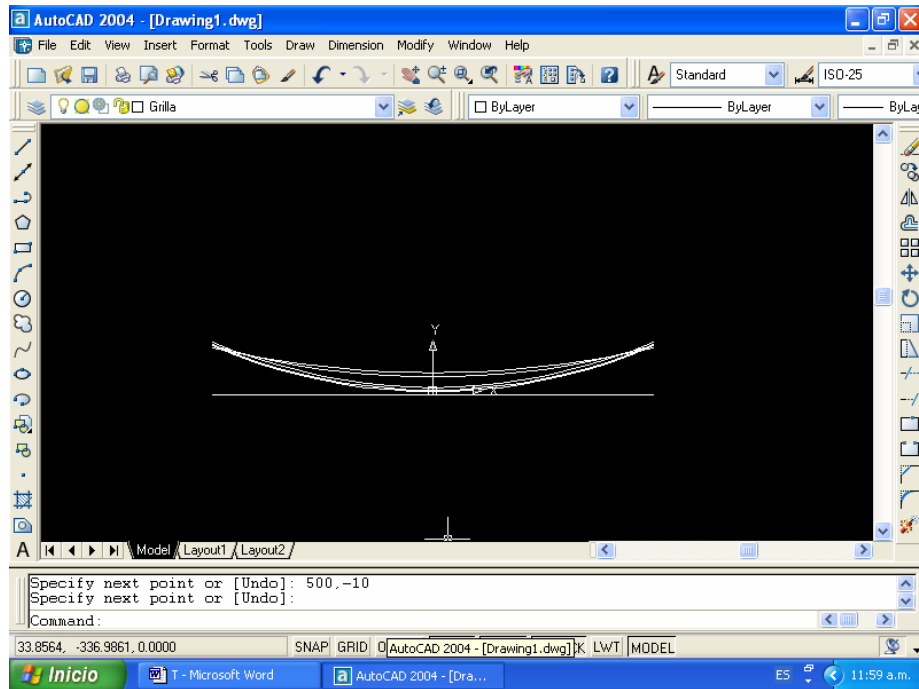 AutoCAD 2004 - [Drawing1.dwg]
File Edit View Insert Format Tools Draw Dimension Modify Window Help
Standard ISO-25
Grilla ByLayer ByLayer
Y
X
A Model Layout1 Layout2
Specify next point or [Undo]: 500,-10
Specify next point or [Undo]:
Command:
33.8564, -336.9861, 0.0000 SNAP GRID AutoCAD 2004 - [Drawing1.dwg] LWT MODEL
Inicio T - Microsoft Word AutoCAD 2004 - [Dra... ES 11:59 a.m.